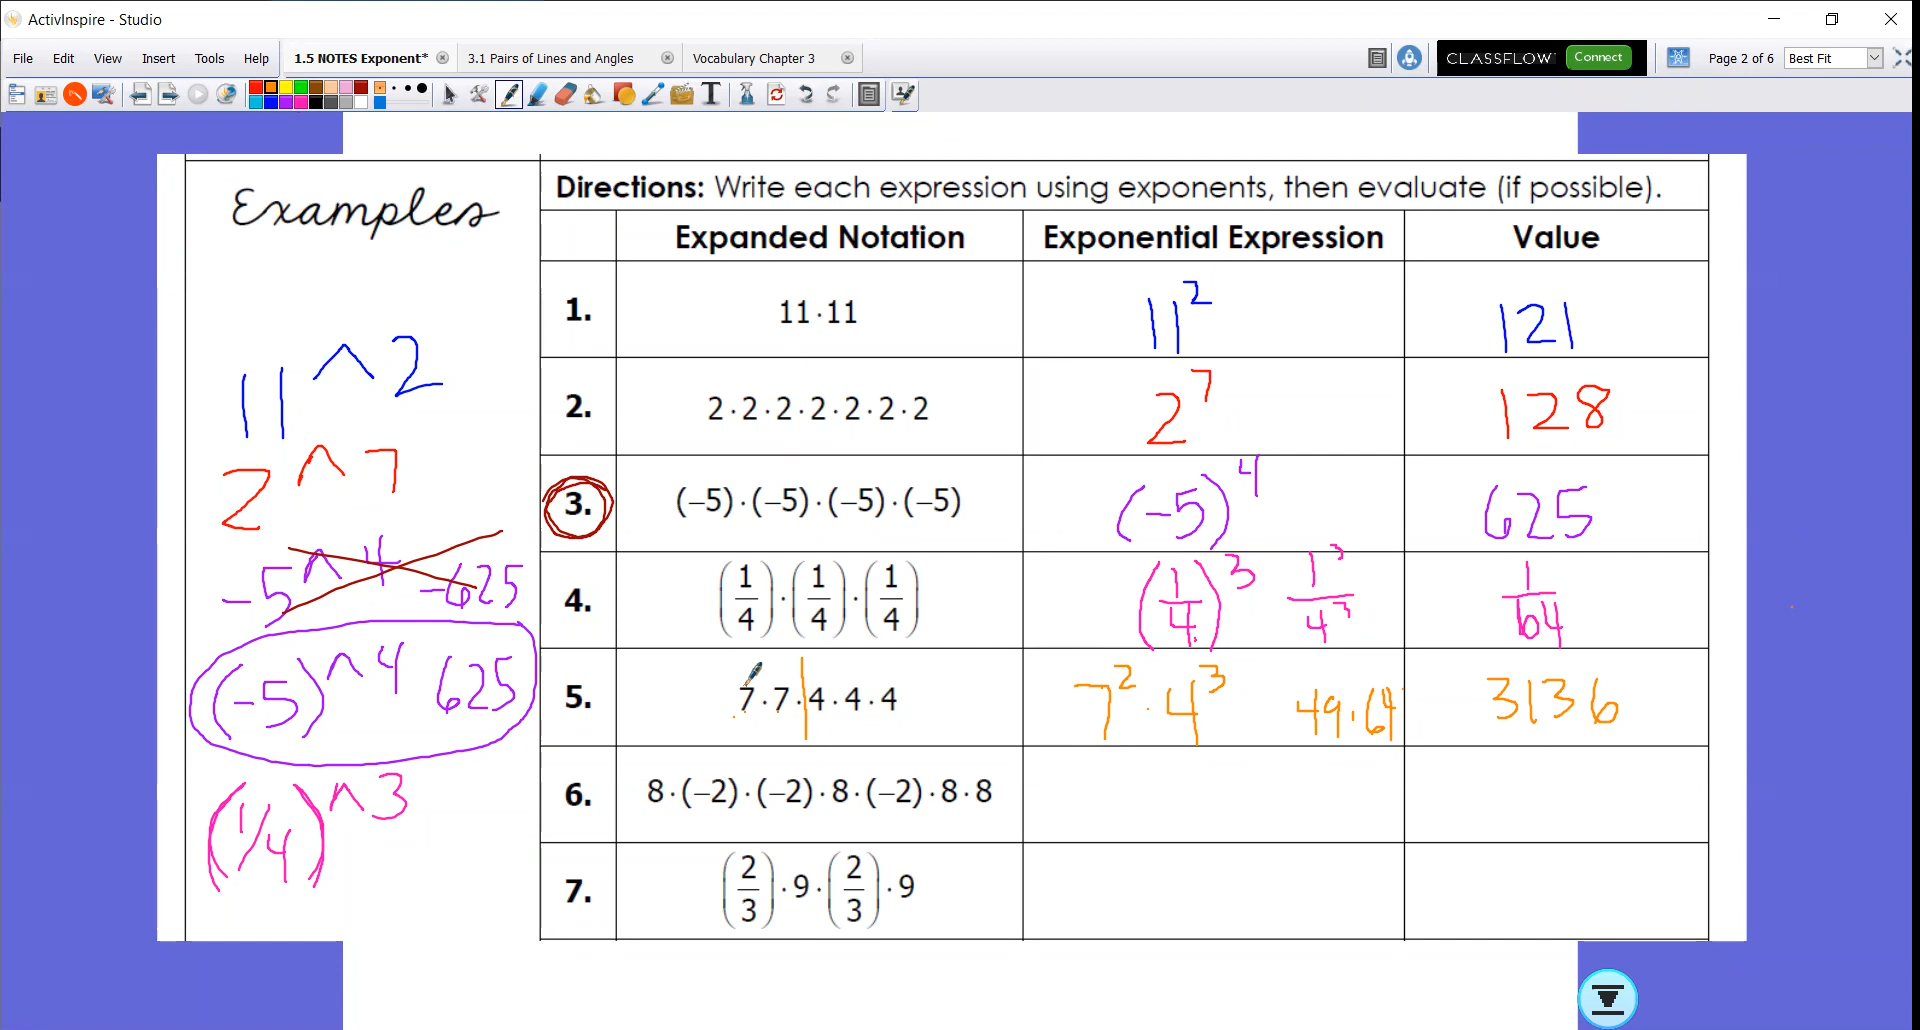 ActivInspire - Studio
File Edit View Insert Tools Help 1.5 NOTES Exponent* 3.1 Pairs of Lines and Angles Vocabulary Chapter 3 CLASSFLOW Connect Page 2 of 6 Best Fit
T
Examples
11 ^ 2
2 ^ 7
-5 ^ 4 -625
(-5) ^ 4 625
(1/4) ^ 3
Directions: Write each expression using exponents, then evaluate (if possible).
Expanded Notation Exponential Expression Value
1. 11 · 11 11² 121
2. 2 · 2 · 2 · 2 · 2 · 2 · 2 2⁷ 128
3. (−5) · (−5) · (−5) · (−5) (-5)⁴ 625
4. (1/4) · (1/4) · (1/4) (1/4)³ 1³/4³ 1/64
5. 7 · 7 · 4 · 4 · 4 7² · 4³ 49 · 64 3136
6. 8 · (−2) · (−2) · 8 · (−2) · 8 · 8
7. (2/3) · 9 · (2/3) · 9